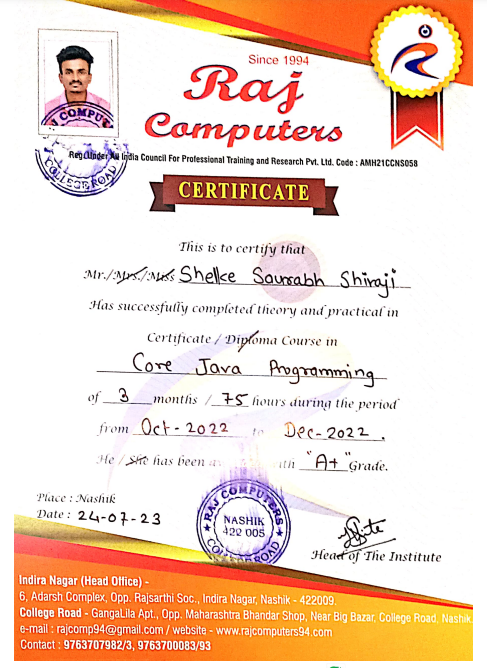 Since 1994
Raj
Computers
Reg. Under All India Council For Professional Training and Research Pvt. Ltd. Code : AMH21CCNS058
COLLEGE ROAD
CERTIFICATE
This is to certify that
Mr./Mrs./Miss Shelke Saurabh Shivaji
Has successfully completed theory and practical in
Certificate / Diploma Course in
Core Java Programming
of 3 months / 75 hours during the period
from Oct - 2022 to Dec - 2022 .
He / She has been with "A+" Grade.
Place : Nashik
Date : 24-07-23
RAJ COMPUTERS
NASHIK
422 005
COLLEGE ROAD
Head of The Institute
Indira Nagar (Head Office) -
6, Adarsh Complex, Opp. Rajsarthi Soc., Indira Nagar, Nashik - 422009.
College Road - GangaLila Apt., Opp. Maharashtra Bhandar Shop, Near Big Bazar, College Road, Nashik
e-mail : rajcomp94@gmail.com / website - www.rajcomputers94.com
Contact : 9763707982/3, 9763700083/93